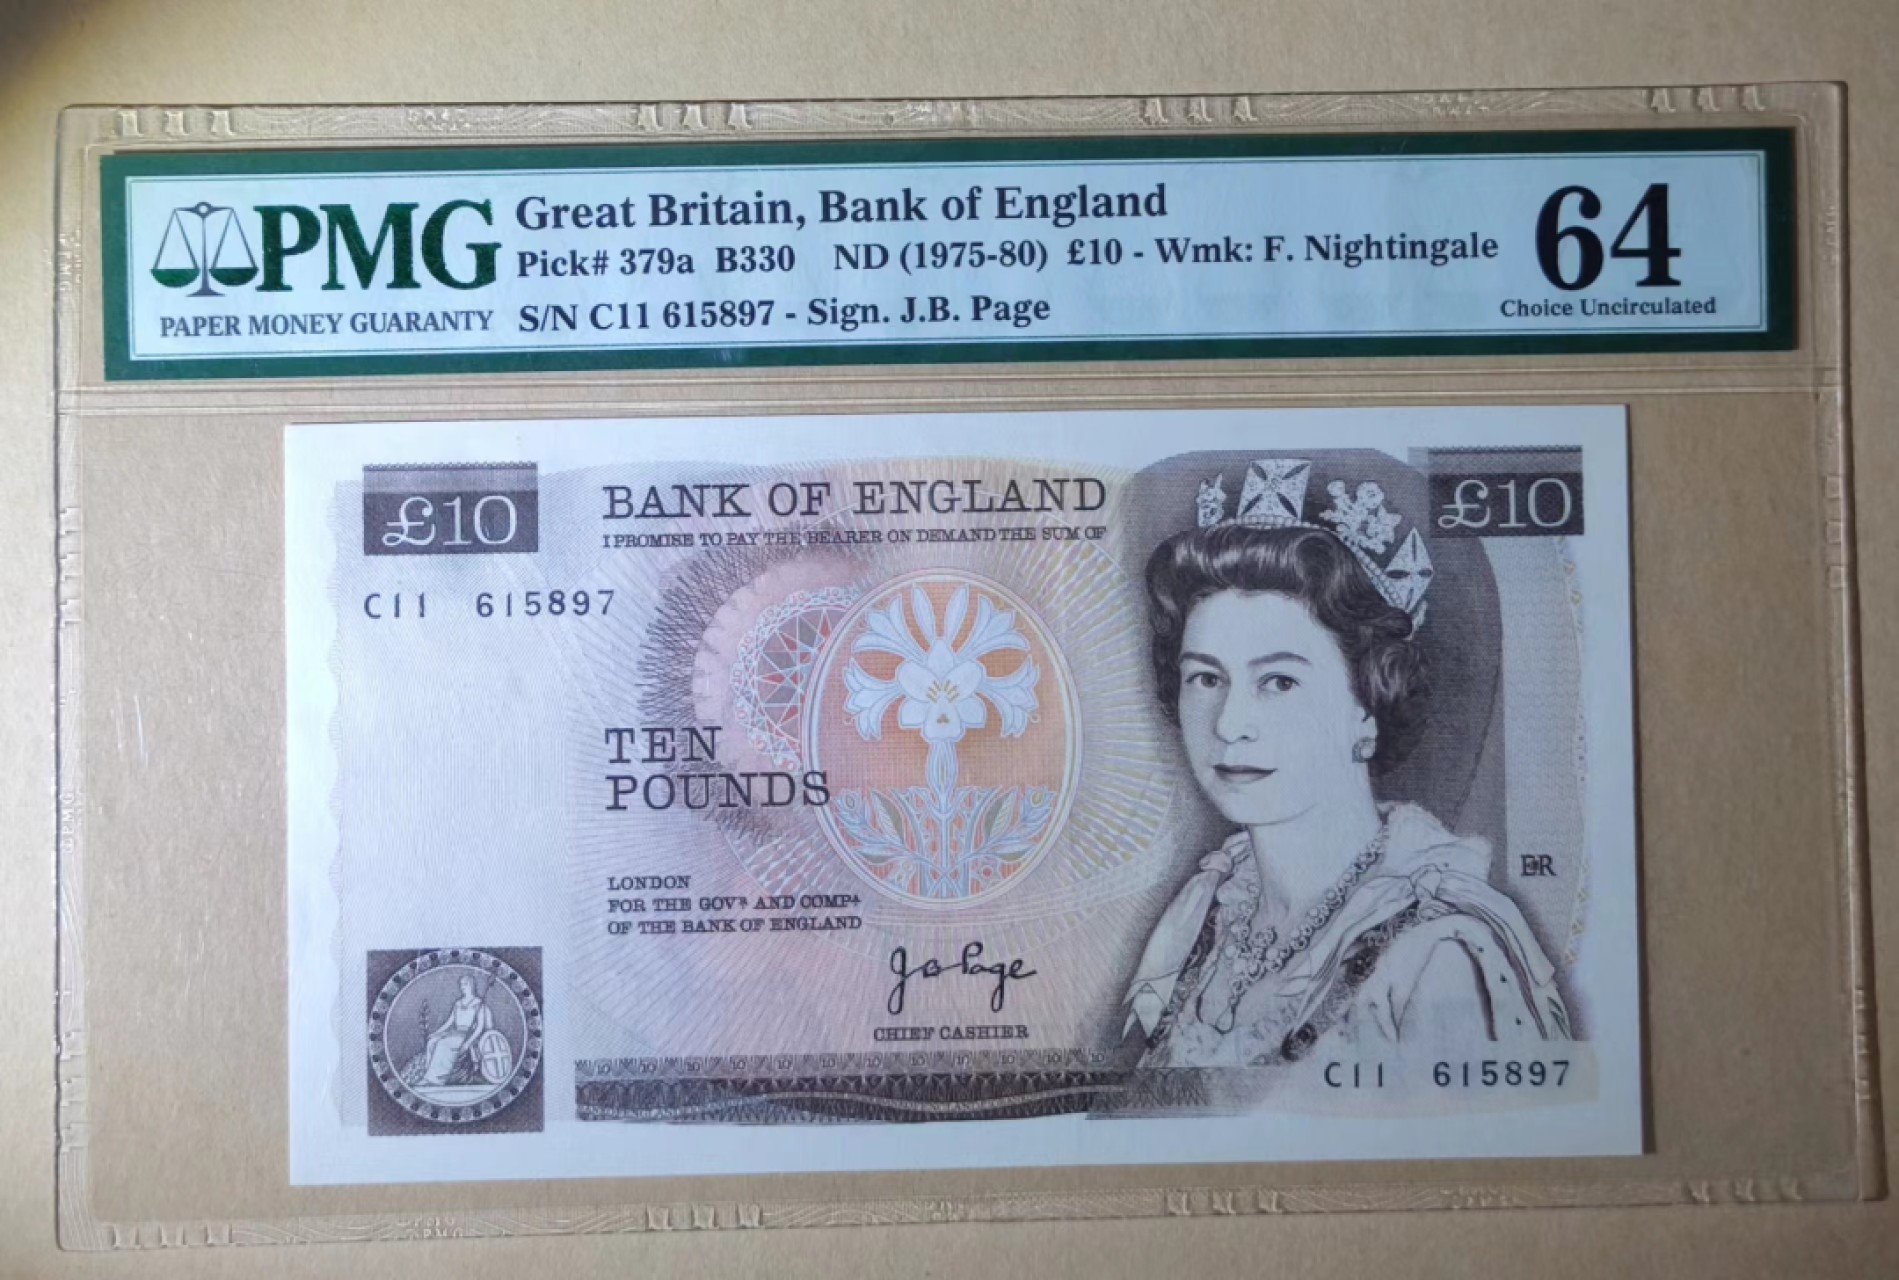 PMG
PAPER MONEY GUARANTY
Great Britain, Bank of England
Pick# 379a B330 ND (1975-80) £10 - Wmk: F. Nightingale
S/N C11 615897 - Sign. J.B. Page
64
Choice Uncirculated
£10
BANK OF ENGLAND
I PROMISE TO PAY THE BEARER ON DEMAND THE SUM OF
£10
C11 615897
TEN
POUNDS
LONDON
FOR THE GOVR AND COMPA
OF THE BANK OF ENGLAND
J B Page
CHIEF CASHIER
EIIR
C11 615897